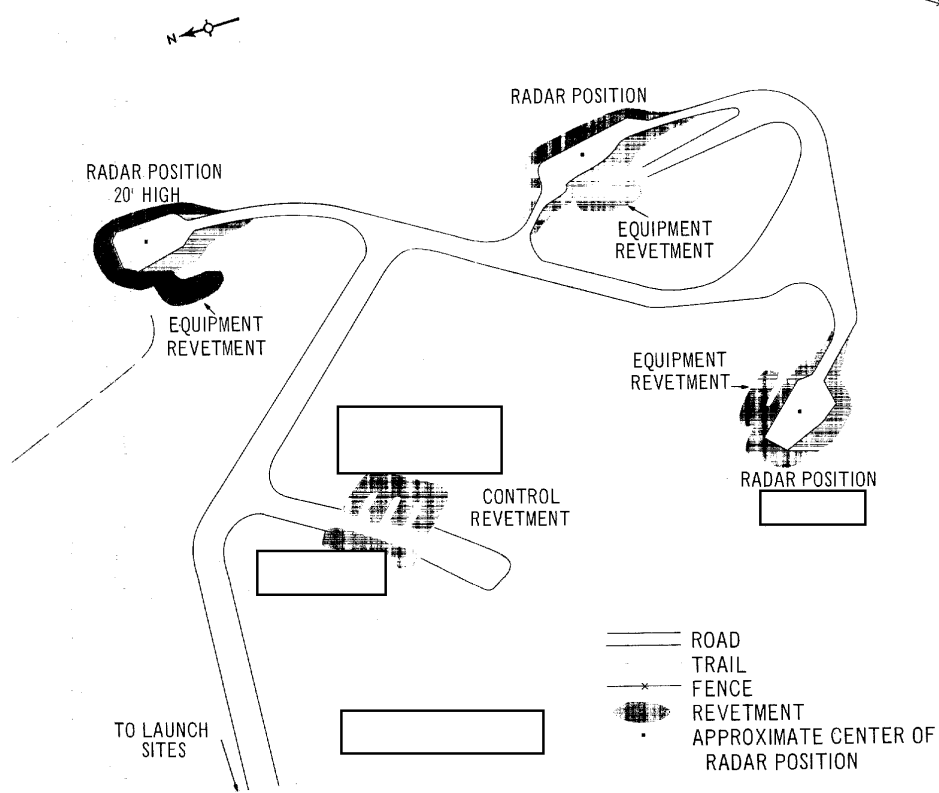 N
RADAR POSITION
RADAR POSITION
20' HIGH
EQUIPMENT
REVETMENT
EQUIPMENT
REVETMENT
EQUIPMENT
REVETMENT
RADAR POSITION
CONTROL
REVETMENT
TO LAUNCH
SITES
ROAD
TRAIL
FENCE
REVETMENT
APPROXIMATE CENTER OF
RADAR POSITION